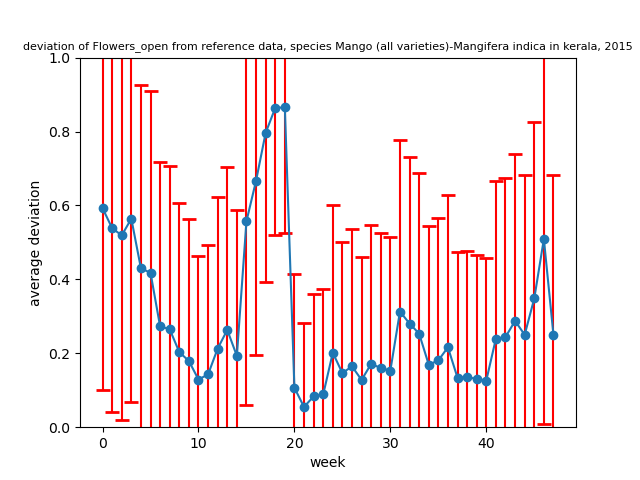 deviation of Flowers_open from reference data, species Mango (all varieties)-Mangifera indica in kerala, 2015
1.0
0.8
0.6
0.4
0.2
0.0
average deviation
0 10 20 30 40
week